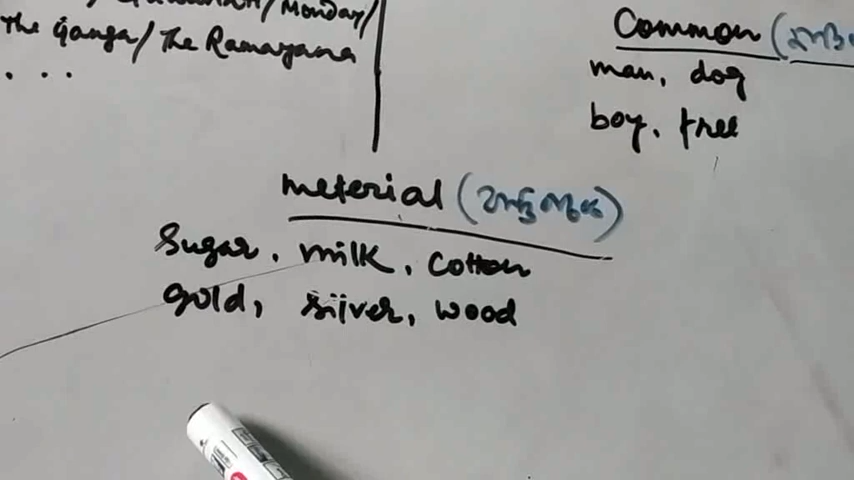 Monday/
The Ganga/ The Ramayana
. ...
Common (
man, dog
boy, tree
meterial (
Sugar, milk, cotton
gold, silver, wood